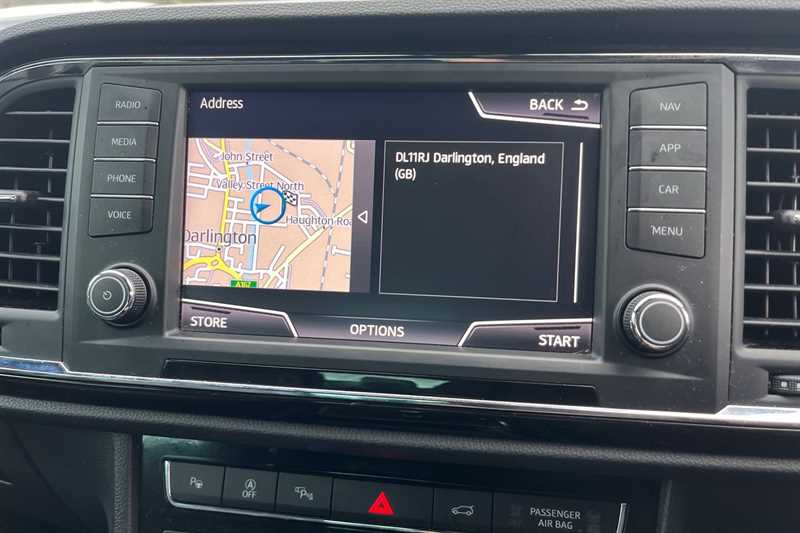 RADIO
MEDIA
PHONE
VOICE
Address
BACK
John Street
Valley Street North
Haughton Roa
Darlington
A167
DL11RJ Darlington, England
(GB)
STORE
OPTIONS
START
NAV
APP
CAR
MENU
P
A
OFF
P
PASSENGER
AIR BAG